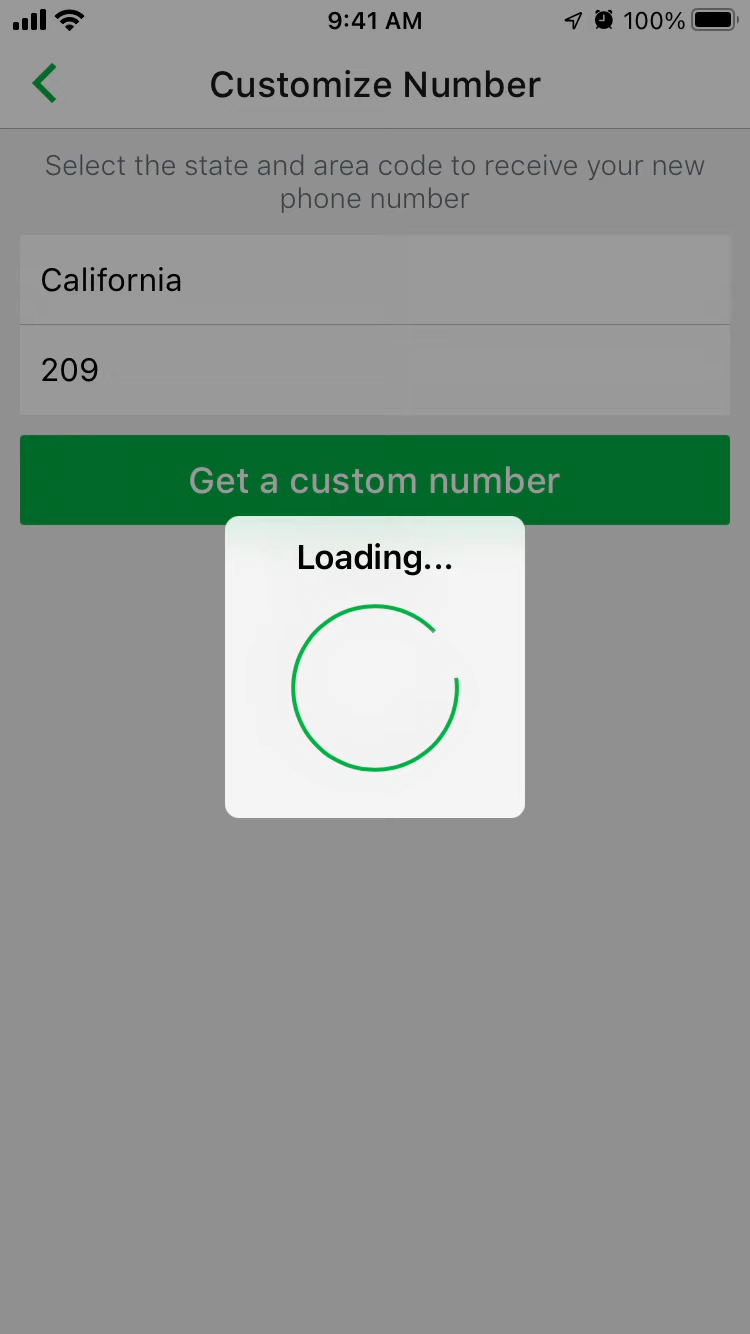 9:41 AM
100%
Customize Number
Select the state and area code to receive your new
phone number
California
209
Get a custom number
Loading...